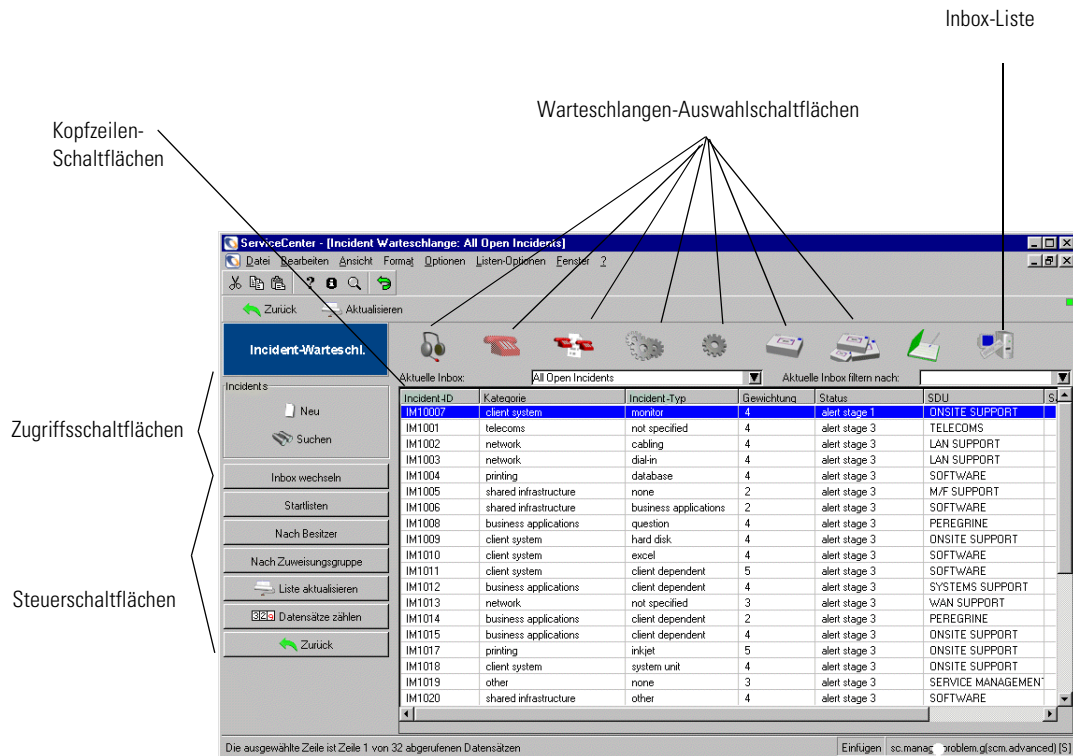 Inbox-Liste
Warteschlangen-Auswahlschaltflächen
Kopfzeilen-
Schaltflächen
ServiceCenter - [Incident Warteschlange: All Open Incidents]
Datei Bearbeiten Ansicht Format Optionen Listen-Optionen Fenster ?
Zurück Aktualisieren
Incident-Warteschl.
Aktuelle Inbox: All Open Incidents Aktuelle Inbox filtern nach:
Incidents
Neu
Suchen
Zugriffsschaltflächen
Inbox wechseln
Startlisten
Nach Besitzer
Nach Zuweisungsgruppe
Liste aktualisieren
Datensätze zählen
Zurück
Steuerschaltflächen
Incident-ID Kategorie Incident-Typ Gewichtung Status SDU
IM10007 client system monitor 4 alert stage 1 ONSITE SUPPORT
IM1001 telecoms not specified 4 alert stage 3 TELECOMS
IM1002 network cabling 4 alert stage 3 LAN SUPPORT
IM1003 network dial-in 4 alert stage 3 LAN SUPPORT
IM1004 printing database 4 alert stage 3 SOFTWARE
IM1005 shared infrastructure none 2 alert stage 3 M/F SUPPORT
IM1006 shared infrastructure business applications 2 alert stage 3 SOFTWARE
IM1008 business applications question 4 alert stage 3 PEREGRINE
IM1009 client system hard disk 4 alert stage 3 ONSITE SUPPORT
IM1010 client system excel 4 alert stage 3 SOFTWARE
IM1011 client system client dependent 5 alert stage 3 SOFTWARE
IM1012 business applications client dependent 4 alert stage 3 SYSTEMS SUPPORT
IM1013 network not specified 3 alert stage 3 WAN SUPPORT
IM1014 business applications client dependent 2 alert stage 3 PEREGRINE
IM1015 business applications client dependent 4 alert stage 3 ONSITE SUPPORT
IM1017 printing inkjet 5 alert stage 3 ONSITE SUPPORT
IM1018 client system system unit 4 alert stage 3 ONSITE SUPPORT
IM1019 other none 3 alert stage 3 SERVICE MANAGEMEN
IM1020 shared infrastructure other 4 alert stage 3 SOFTWARE
Die ausgewählte Zeile ist Zeile 1 von 32 abgerufenen Datensätzen Einfügen